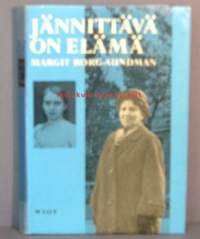 JÄNNITTÄVÄ
ON ELÄMÄ
MARGIT BORG-SUNDMAN
WSOY